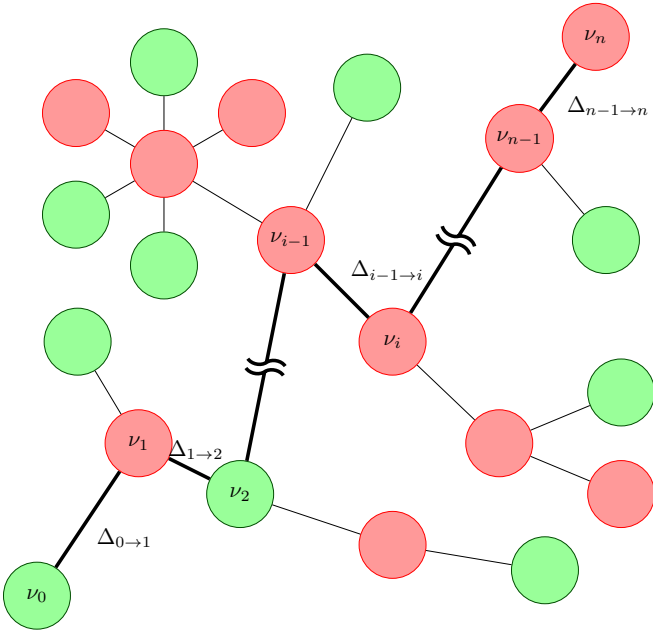 νₙ
Δₙ₋₁→ₙ
νₙ₋₁
νᵢ₋₁
Δᵢ₋₁→ᵢ
νᵢ
ν₁
Δ₁→₂
ν₂
Δ₀→₁
ν₀